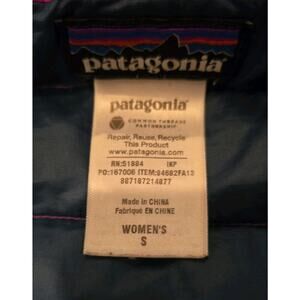 patagonia
patagonia
COMMON THREADS
PARTNERSHIP
Repair, Reuse, Recycle
This Product
www.patagonia.com
RN:51884 INP
PO:167006 ITEM:84682FA13
887187214877
Made in CHINA
Fabriqué EN CHINE
WOMEN'S
S